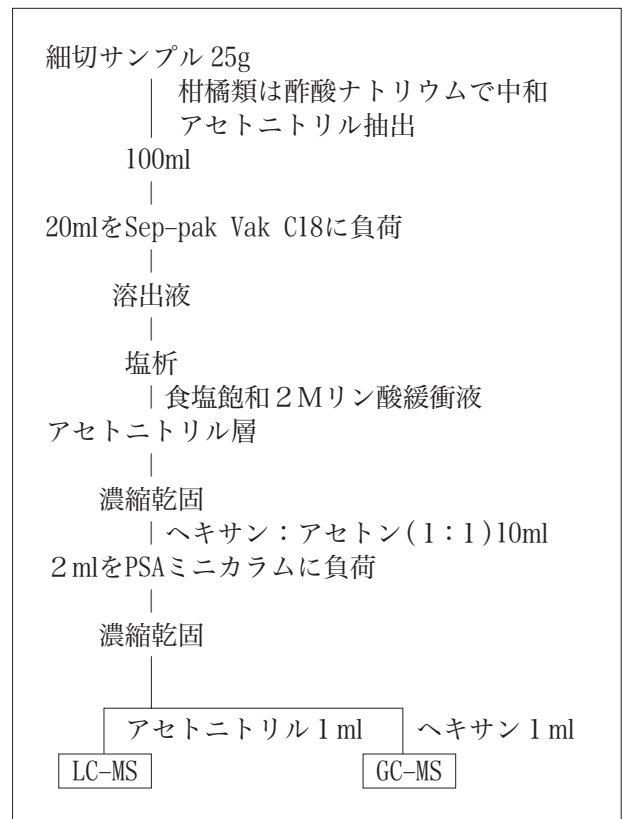 細切サンプル 25g
柑橘類は酢酸ナトリウムで中和
アセトニトリル抽出
100ml
20mlをSep-pak Vak C18に負荷
溶出液
塩析
食塩飽和２Ｍリン酸緩衝液
アセトニトリル層
濃縮乾固
ヘキサン：アセトン(１：１)10ml
２mlをPSAミニカラムに負荷
濃縮乾固
アセトニトリル１ml ヘキサン１ml
LC-MS GC-MS